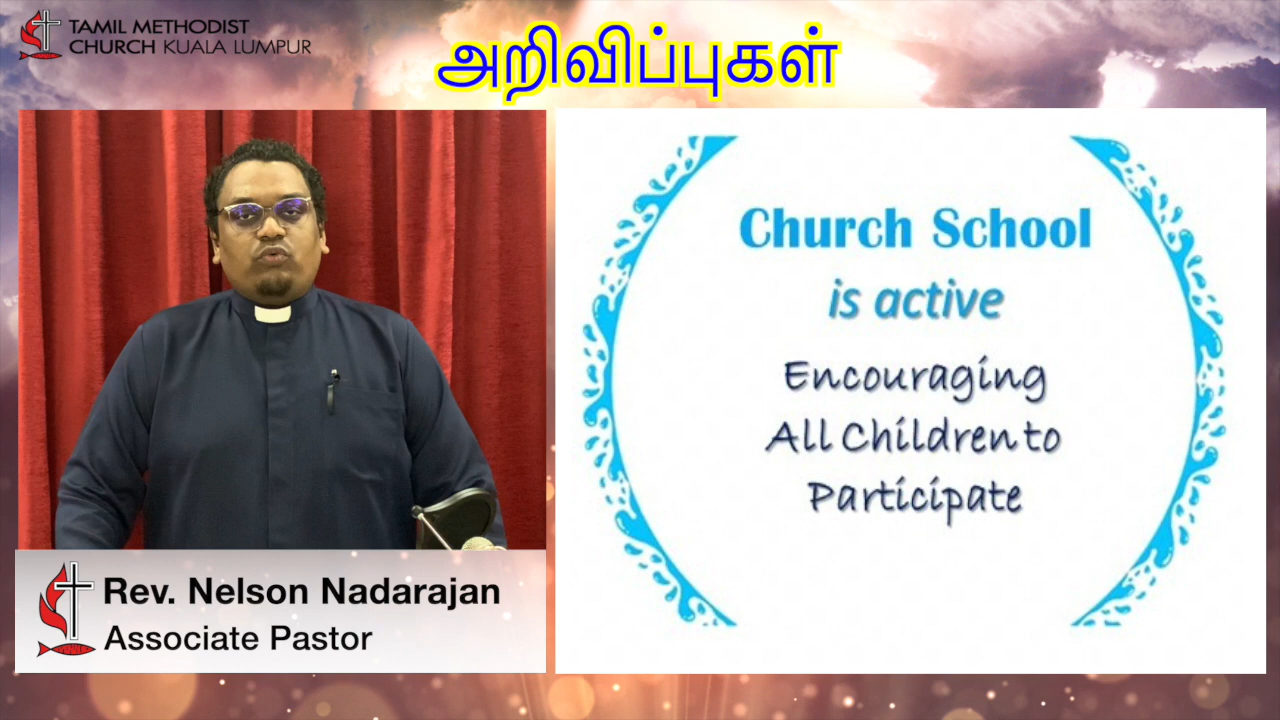 TAMIL METHODIST
CHURCH KUALA LUMPUR
அறிவிப்புகள்
Church School
is active
Encouraging
All Children to
Participate
Rev. Nelson Nadarajan
Associate Pastor